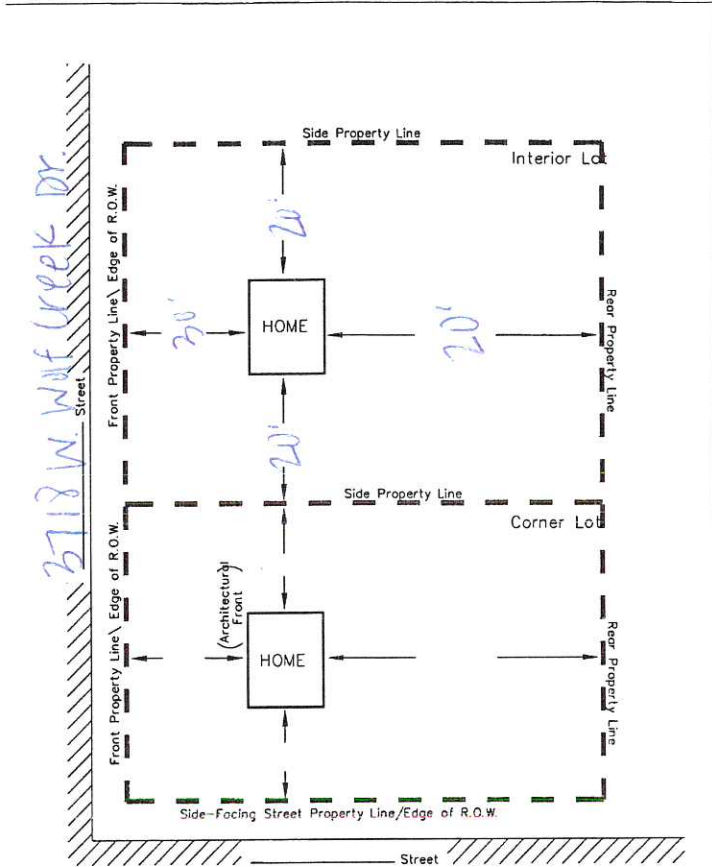 Side Property Line
Interior Lot
Front Property Line\ Edge of R.O.W.
20'
30'
HOME
20'
Rear Property Line
20'
Street
Side Property Line
Corner Lot
Front Property Line\ Edge of R.O.W.
(Architectural
Front)
HOME
Rear Property Line
Side-Facing Street Property Line/Edge of R.O.W.
Street
3718 W. Wolf Creek Dr.